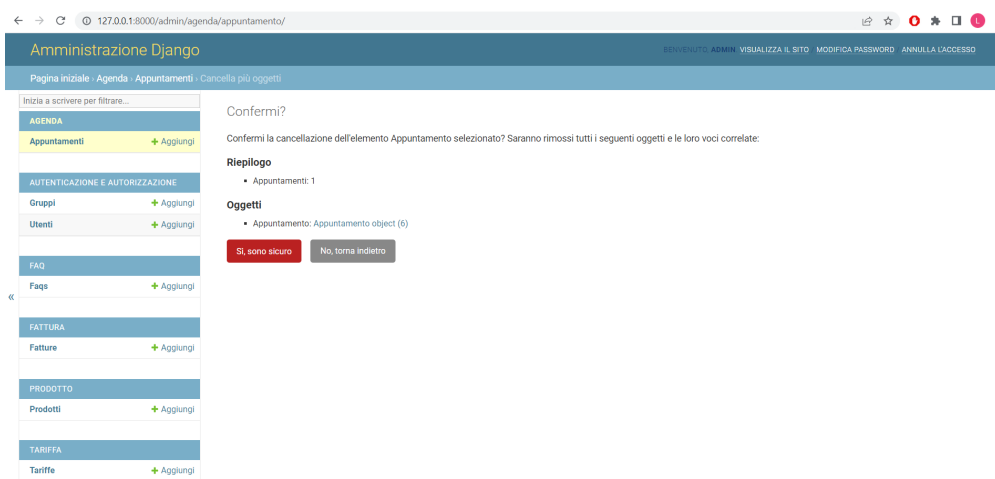 127.0.0.1:8000/admin/agenda/appuntamento/
L
Amministrazione Django
BENVENUTO, ADMIN. VISUALIZZA IL SITO / MODIFICA PASSWORD / ANNULLA L'ACCESSO
Pagina iniziale › Agenda › Appuntamenti › Cancella più oggetti
Inizia a scrivere per filtrare...
AGENDA
Appuntamenti + Aggiungi
AUTENTICAZIONE E AUTORIZZAZIONE
Gruppi + Aggiungi
Utenti + Aggiungi
FAQ
Faqs + Aggiungi
«
FATTURA
Fatture + Aggiungi
PRODOTTO
Prodotti + Aggiungi
TARIFFA
Tariffe + Aggiungi
Confermi?
Confermi la cancellazione dell'elemento Appuntamento selezionato? Saranno rimossi tutti i seguenti oggetti e le loro voci correlate:
Riepilogo
• Appuntamenti: 1
Oggetti
• Appuntamento: Appuntamento object (6)
Sì, sono sicuro No, torna indietro